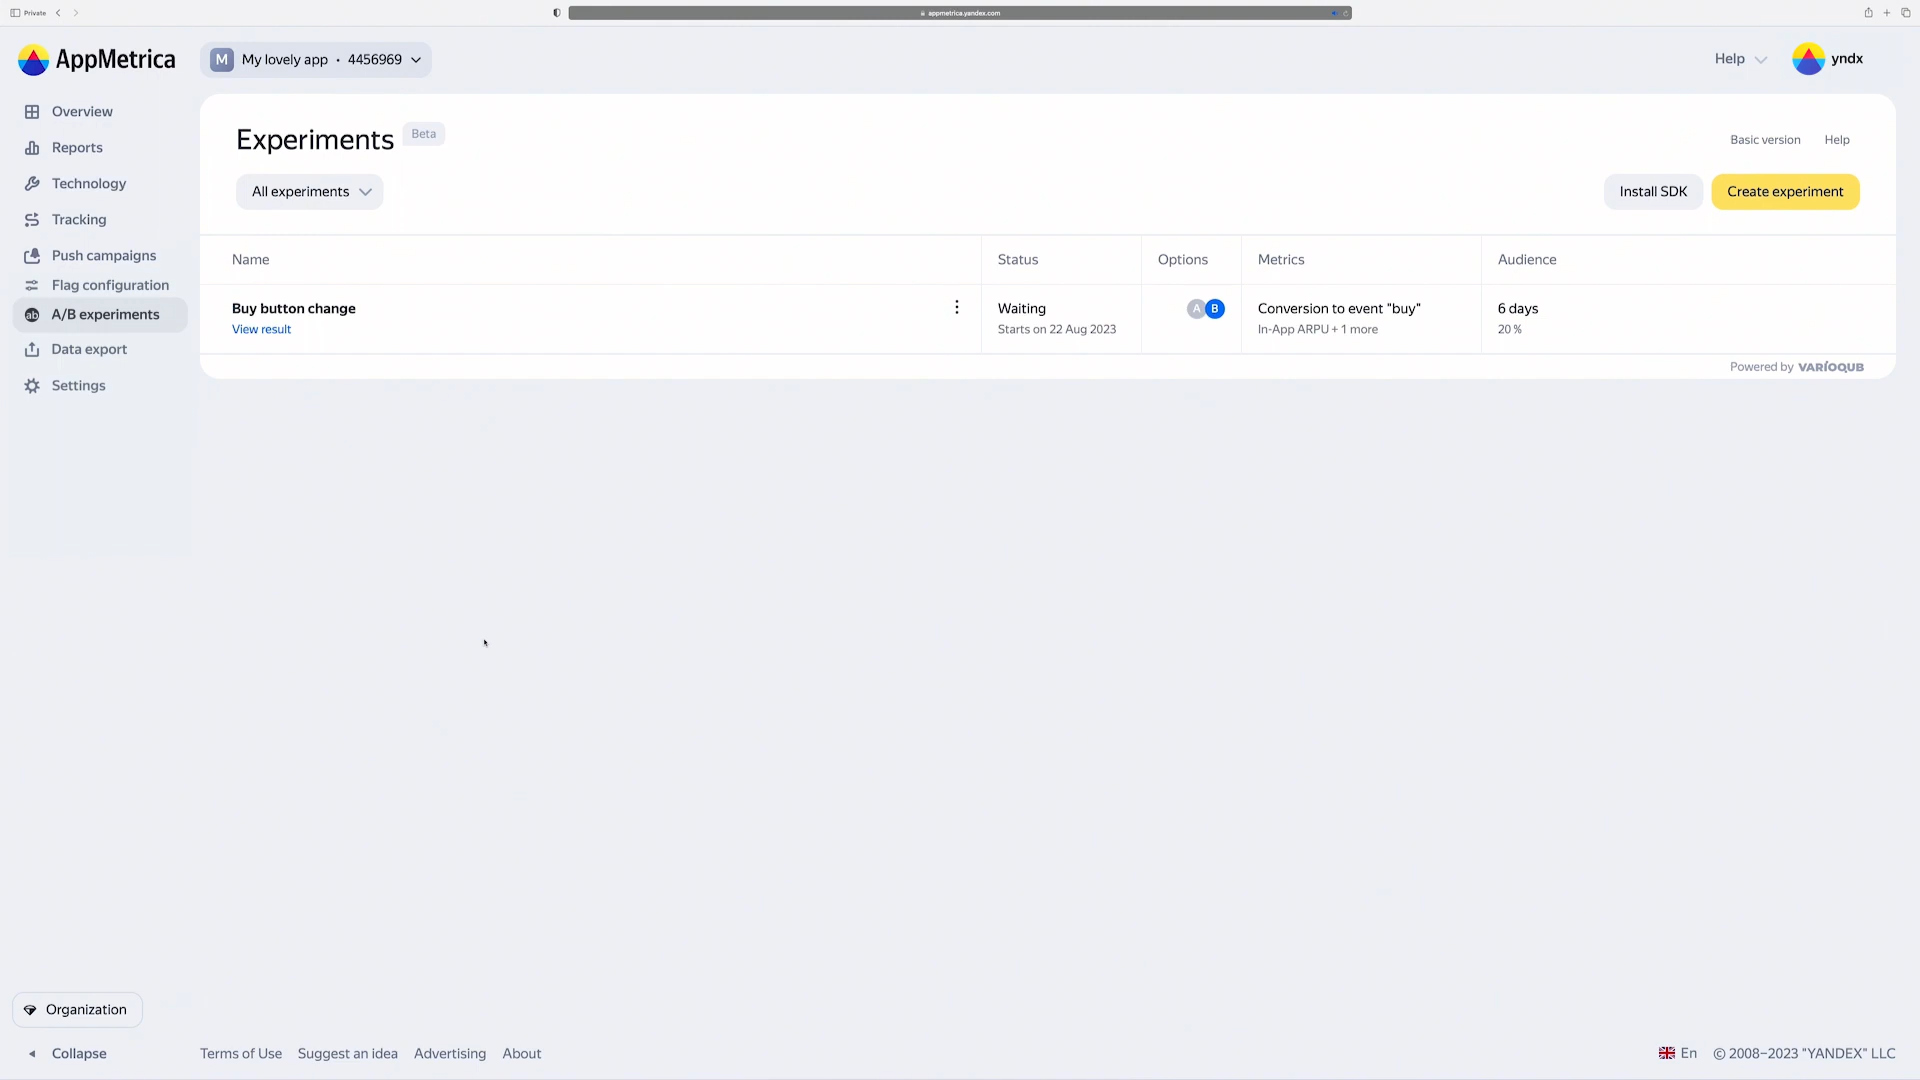 Private
appmetrica.yandex.com
AppMetrica
M My lovely app • 4456969
Help
yndx
Overview
Reports
Technology
Tracking
Push campaigns
Flag configuration
ab A/B experiments
Data export
Settings
Experiments Beta
Basic version Help
All experiments
Install SDK Create experiment
Name Status Options Metrics Audience
Buy button change Waiting A B Conversion to event "buy" 6 days
View result Starts on 22 Aug 2023 In-App ARPU + 1 more 20 %
Powered by VARÍOQUB
Organization
Collapse
Terms of Use Suggest an idea Advertising About
En © 2008–2023 "YANDEX" LLC